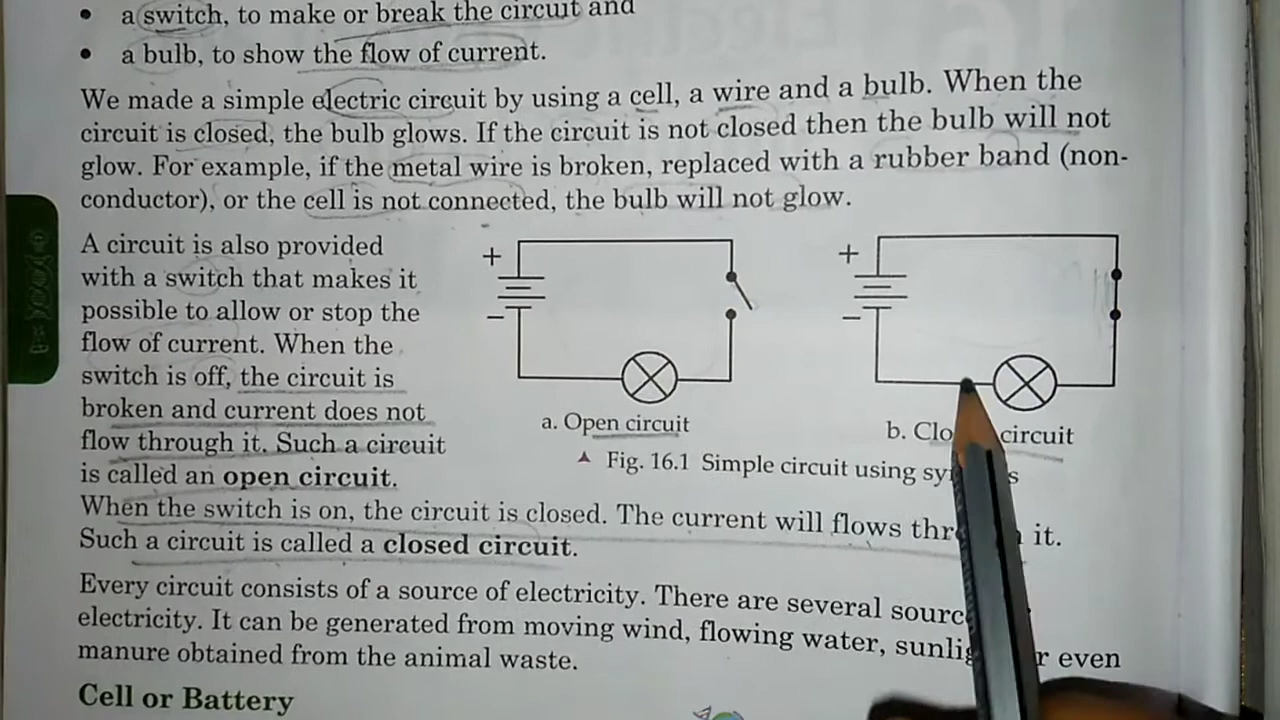 • a switch, to make or break the circuit and
• a bulb, to show the flow of current.
We made a simple electric circuit by using a cell, a wire and a bulb. When the
circuit is closed, the bulb glows. If the circuit is not closed then the bulb will not
glow. For example, if the metal wire is broken, replaced with a rubber band (non-
conductor), or the cell is not connected, the bulb will not glow.
A circuit is also provided
with a switch that makes it
possible to allow or stop the
flow of current. When the
switch is off, the circuit is
broken and current does not
flow through it. Such a circuit
is called an open circuit.
+
−
a. Open circuit
+
−
b. Clo circuit
Fig. 16.1 Simple circuit using sy s
When the switch is on, the circuit is closed. The current will flows thr it.
Such a circuit is called a closed circuit.
Every circuit consists of a source of electricity. There are several sourc
electricity. It can be generated from moving wind, flowing water, sunlig r even
manure obtained from the animal waste.
Cell or Battery